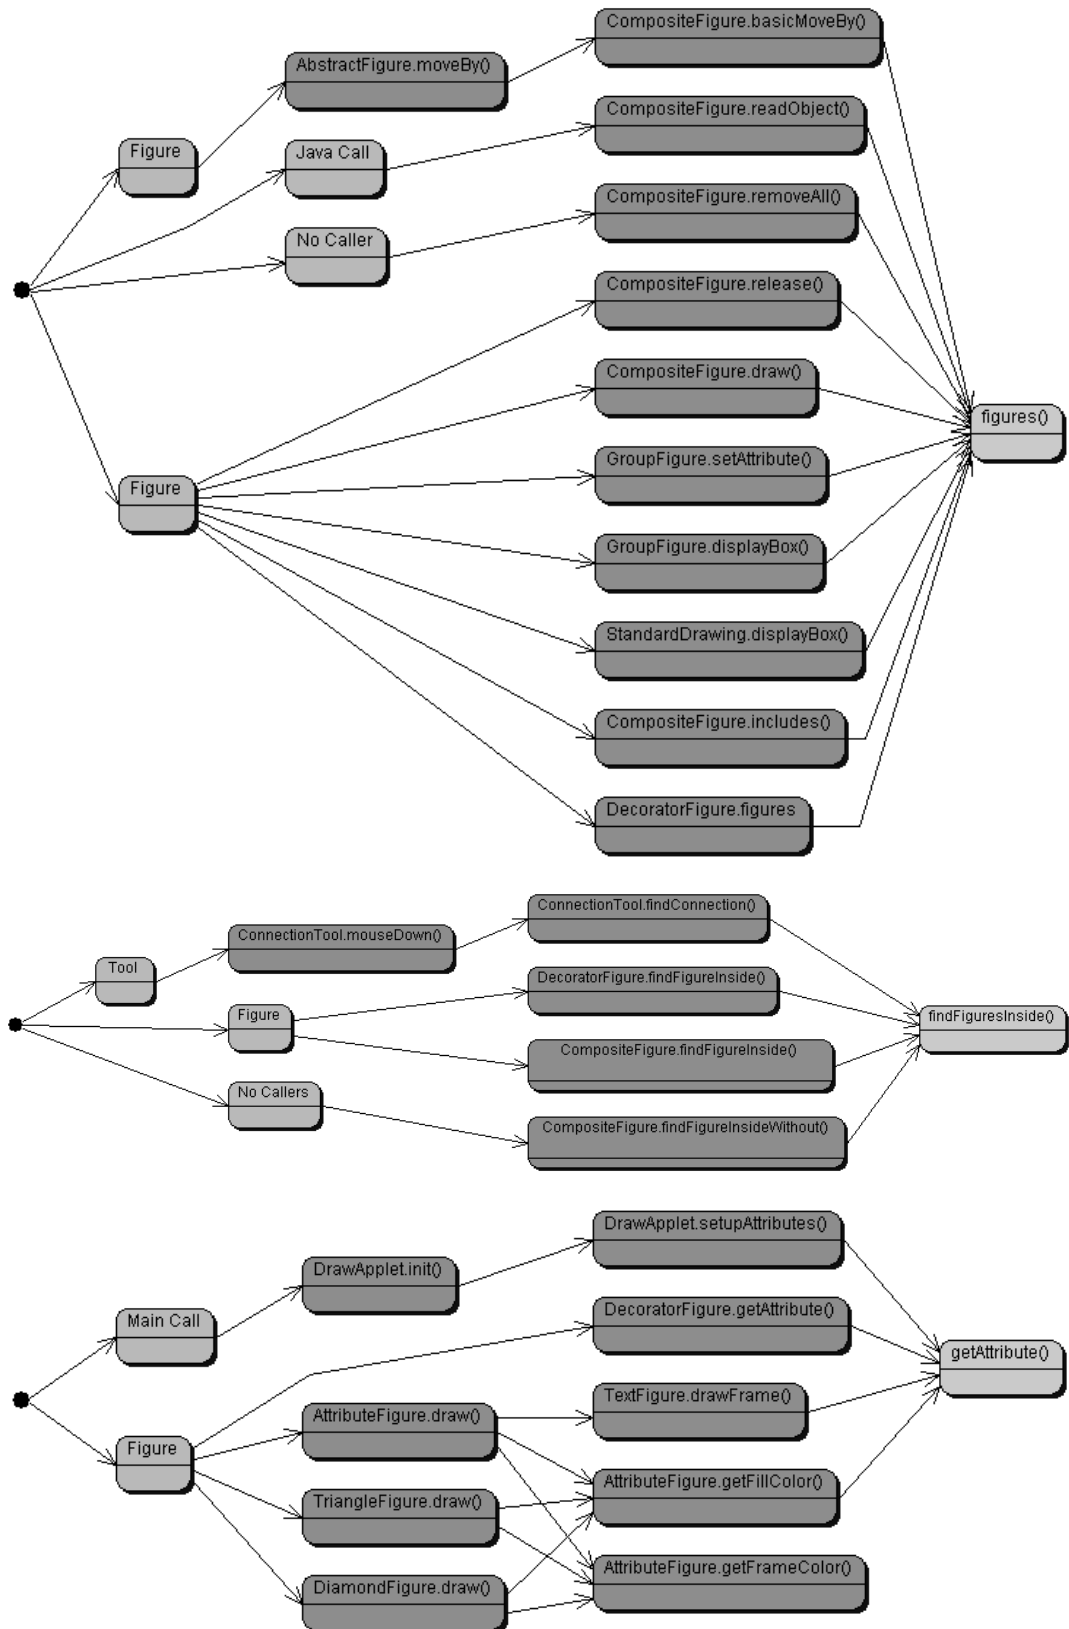 CompositeFigure.basicMoveBy()
AbstractFigure.moveBy()
CompositeFigure.readObject()
Figure
Java Call
CompositeFigure.removeAll()
No Caller
CompositeFigure.release()
CompositeFigure.draw()
figures()
GroupFigure.setAttribute()
Figure
GroupFigure.displayBox()
StandardDrawing.displayBox()
CompositeFigure.includes()
DecoratorFigure.figures
ConnectionTool.findConnection()
ConnectionTool.mouseDown()
Tool
DecoratorFigure.findFigureInside()
Figure
findFiguresInside()
CompositeFigure.findFigureInside()
No Callers
CompositeFigure.findFigureInsideWithout()
DrawApplet.setupAttributes()
DrawApplet.init()
DecoratorFigure.getAttribute()
Main Call
getAttribute()
TextFigure.drawFrame()
AttributeFigure.draw()
Figure
AttributeFigure.getFillColor()
TriangleFigure.draw()
AttributeFigure.getFrameColor()
DiamondFigure.draw()